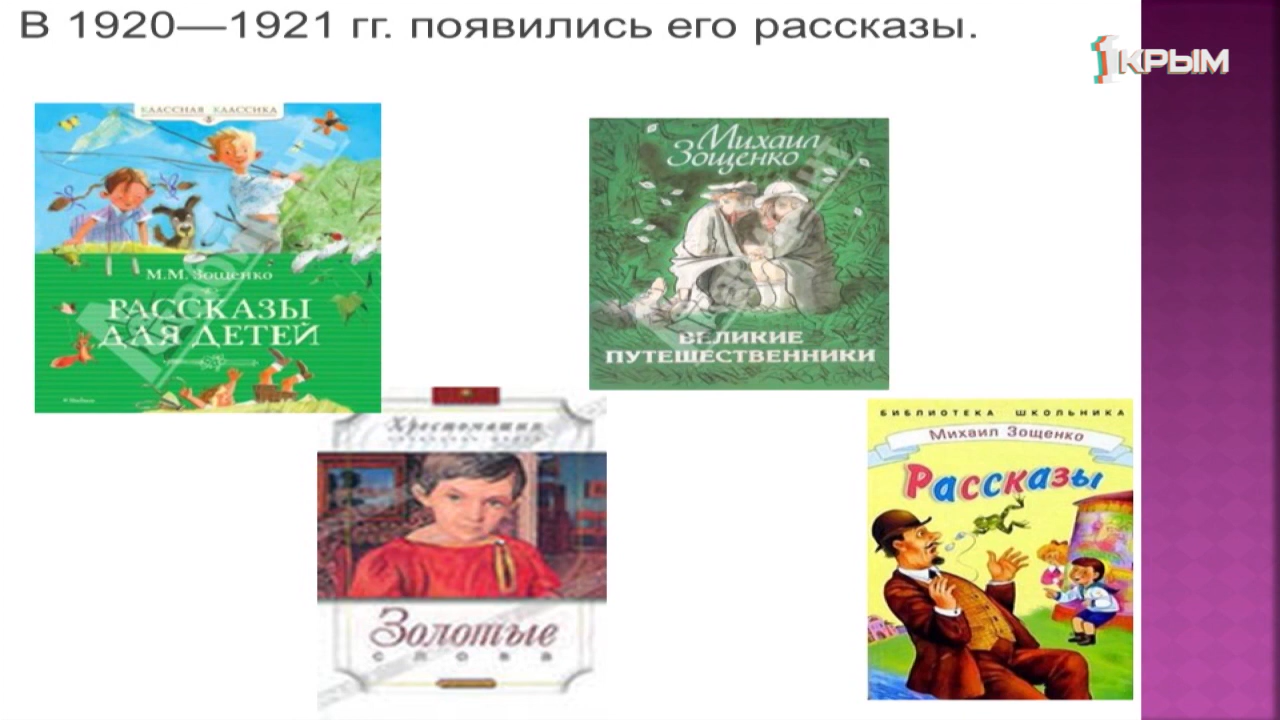 В 1920—1921 гг. появились его рассказы.
1 КРЫМ
КЛАССНАЯ КЛАССИКА
М.М. Зощенко
РАССКАЗЫ
ДЛЯ ДЕТЕЙ
Михаил
Зощенко
ВЕЛИКИЕ
ПУТЕШЕСТВЕННИКИ
Хрестоматия
Золотые
слова
БИБЛИОТЕКА ШКОЛЬНИКА
Михаил Зощенко
Рассказы